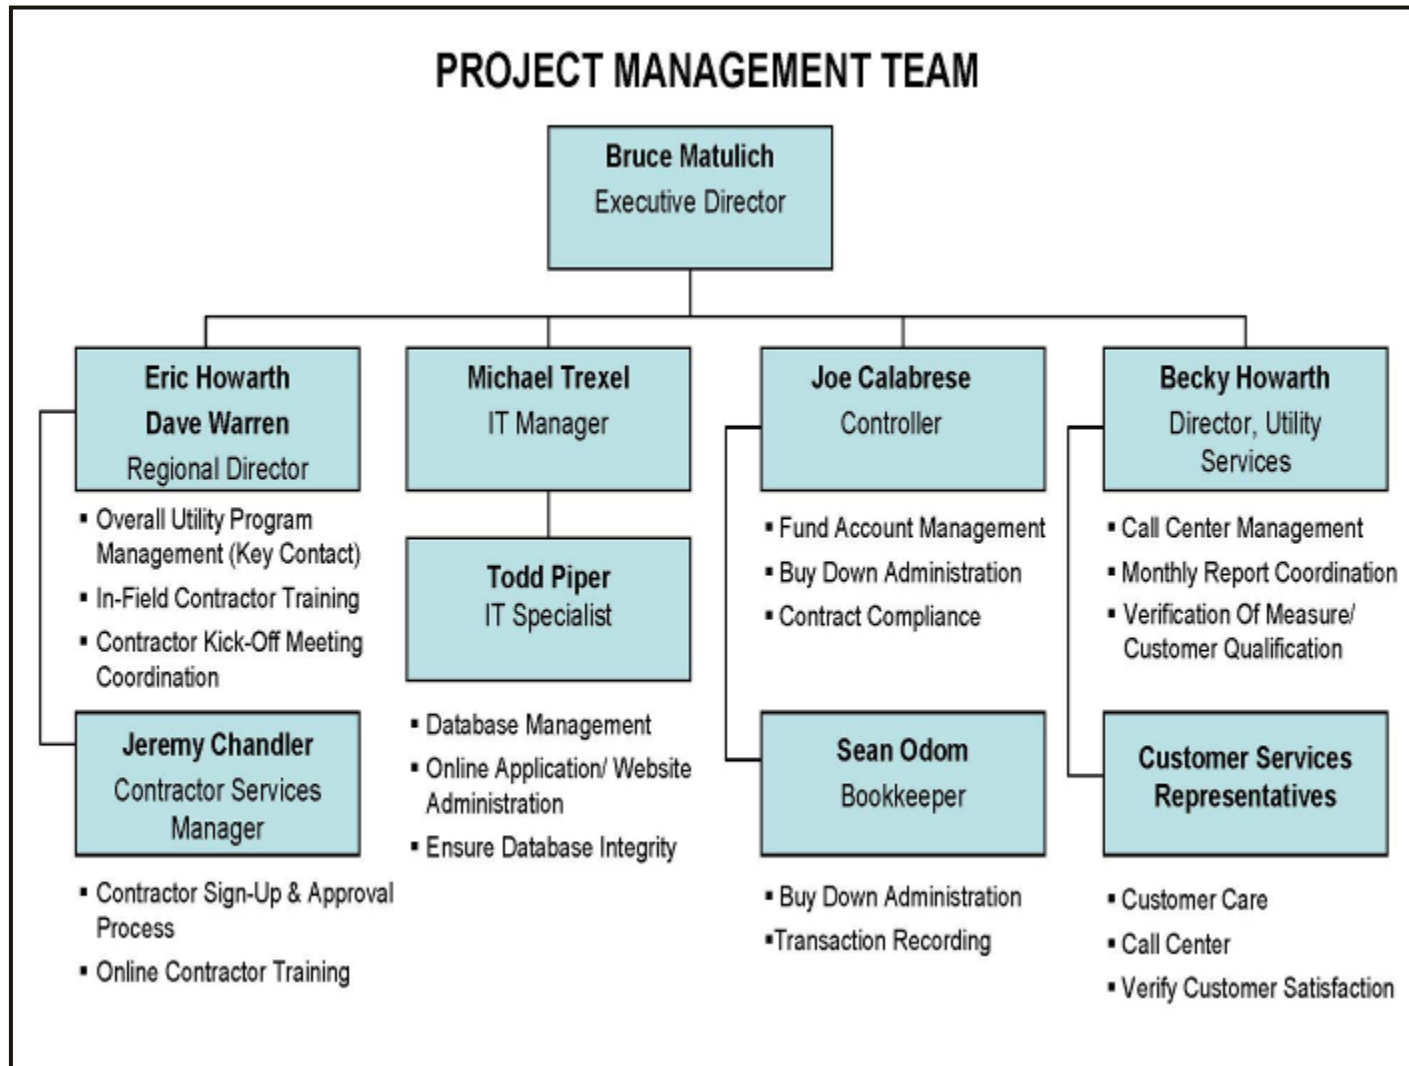 PROJECT MANAGEMENT TEAM
Bruce Matulich
Executive Director
Eric Howarth
Dave Warren
Regional Director
▪ Overall Utility Program
Management (Key Contact)
▪ In-Field Contractor Training
▪ Contractor Kick-Off Meeting
Coordination
Jeremy Chandler
Contractor Services
Manager
▪ Contractor Sign-Up & Approval
Process
▪ Online Contractor Training
Michael Trexel
IT Manager
Todd Piper
IT Specialist
▪ Database Management
▪ Online Application/ Website
Administration
▪ Ensure Database Integrity
Joe Calabrese
Controller
▪ Fund Account Management
▪ Buy Down Administration
▪ Contract Compliance
Sean Odom
Bookkeeper
▪ Buy Down Administration
▪Transaction Recording
Becky Howarth
Director, Utility
Services
▪ Call Center Management
▪ Monthly Report Coordination
▪ Verification Of Measure/
Customer Qualification
Customer Services
Representatives
▪ Customer Care
▪ Call Center
▪ Verify Customer Satisfaction